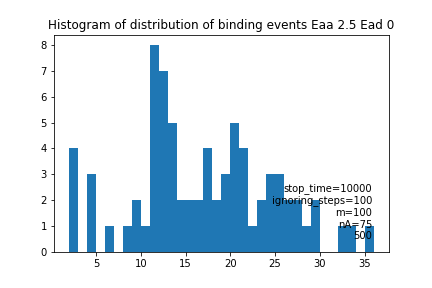 Histogram of distribution of binding events Eaa 2.5 Ead 0
8
7
6
5
4
3
2
1
0
stop_time=10000
ignoring_steps=100
m=100
nA=75
500
5 10 15 20 25 30 35